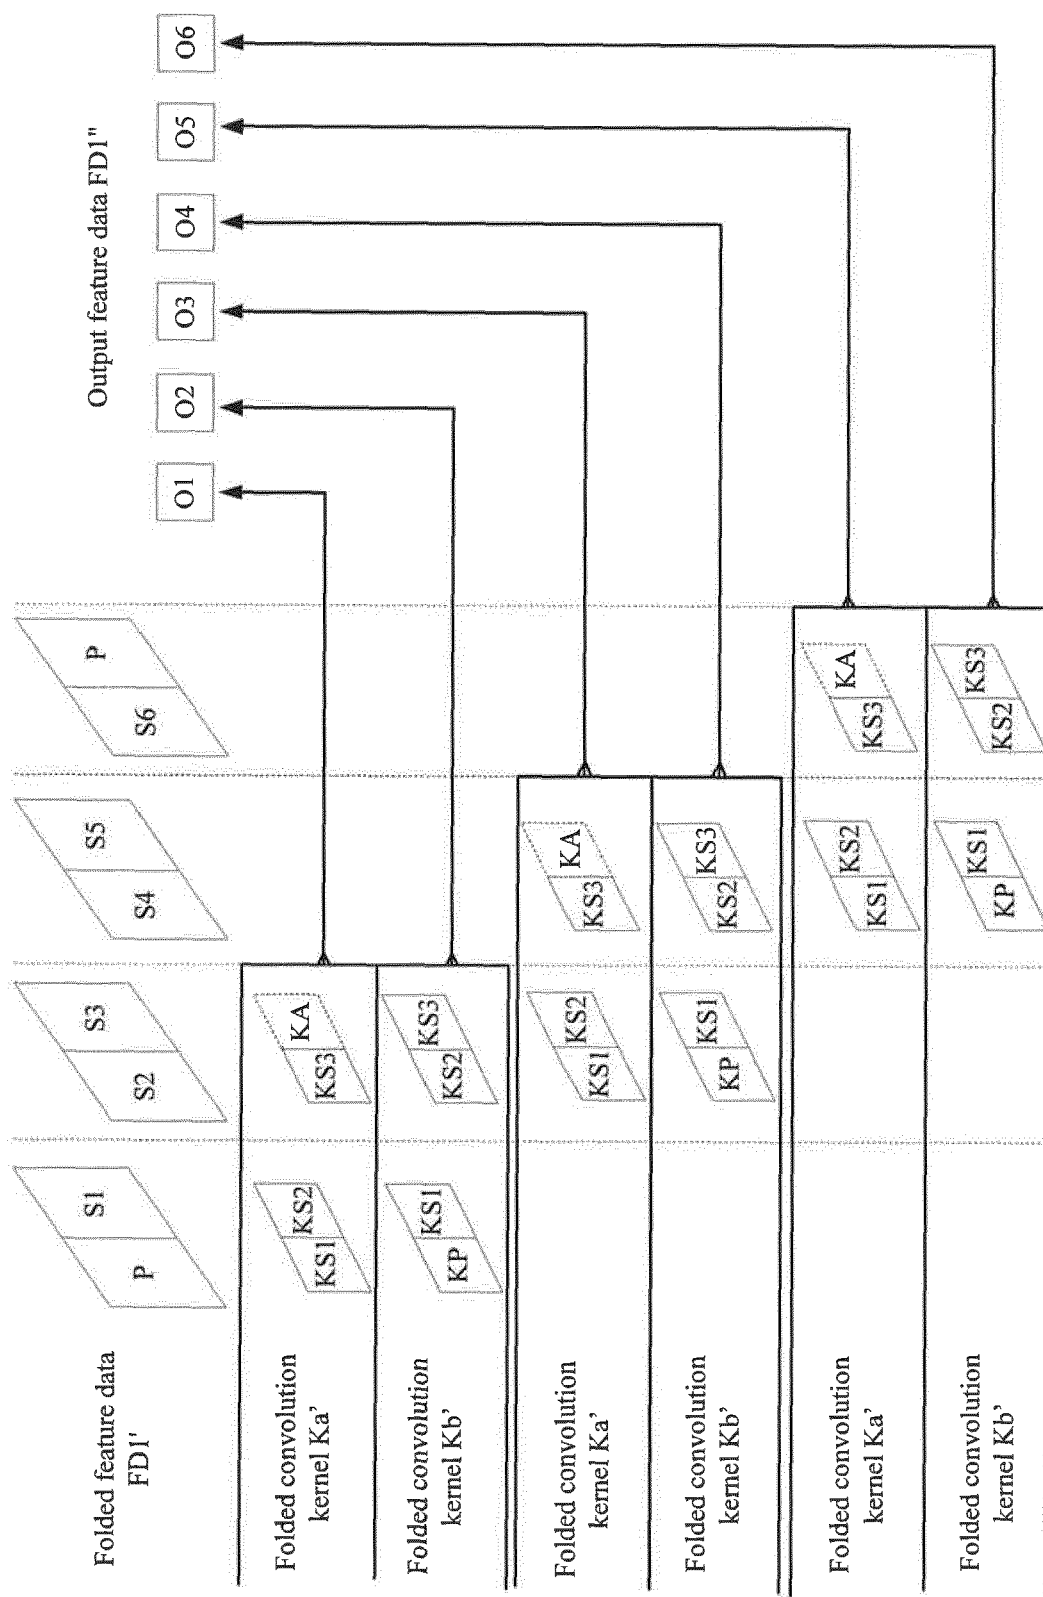 Output feature data FD1"
O1
O2
O3
O4
O5
O6
Folded feature data
FD1'
P
S1
S2
S3
S4
S5
S6
P
Folded convolution
kernel Ka’
KS1
KS2
KS3
KA
Folded convolution
kernel Kb’
KP
KS1
KS2
KS3
Folded convolution
kernel Ka’
KS1
KS2
KS3
KA
Folded convolution
kernel Kb’
KP
KS1
KS2
KS3
Folded convolution
kernel Ka’
KS1
KS2
KS3
KA
Folded convolution
kernel Kb’
KP
KS1
KS2
KS3